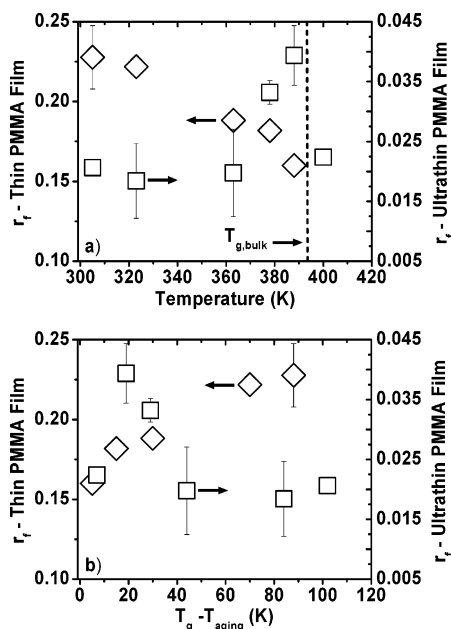 0.25
0.20
0.15
0.10
0.045
0.035
0.025
0.015
0.005
300 320 340 360 380 400 420
r_f - Thin PMMA Film
r_f - Ultrathin PMMA Film
T_g,bulk
a)
Temperature (K)
0.25
0.20
0.15
0.10
0.045
0.035
0.025
0.015
0.005
0 20 40 60 80 100 120
r_f - Thin PMMA Film
r_f - Ultrathin PMMA Film
b)
T_g -T_aging (K)